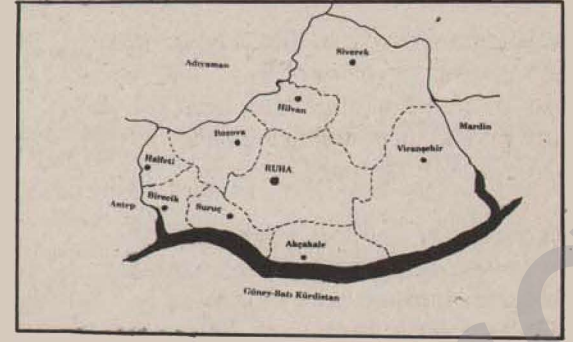 Siverek
Adıyaman
Hilvan
Mardin
Bozova
Viranşehir
Halfeti
RUHA
Birecik
Antep
Suruç
Akçakale
Güney-Batı Kürdistan